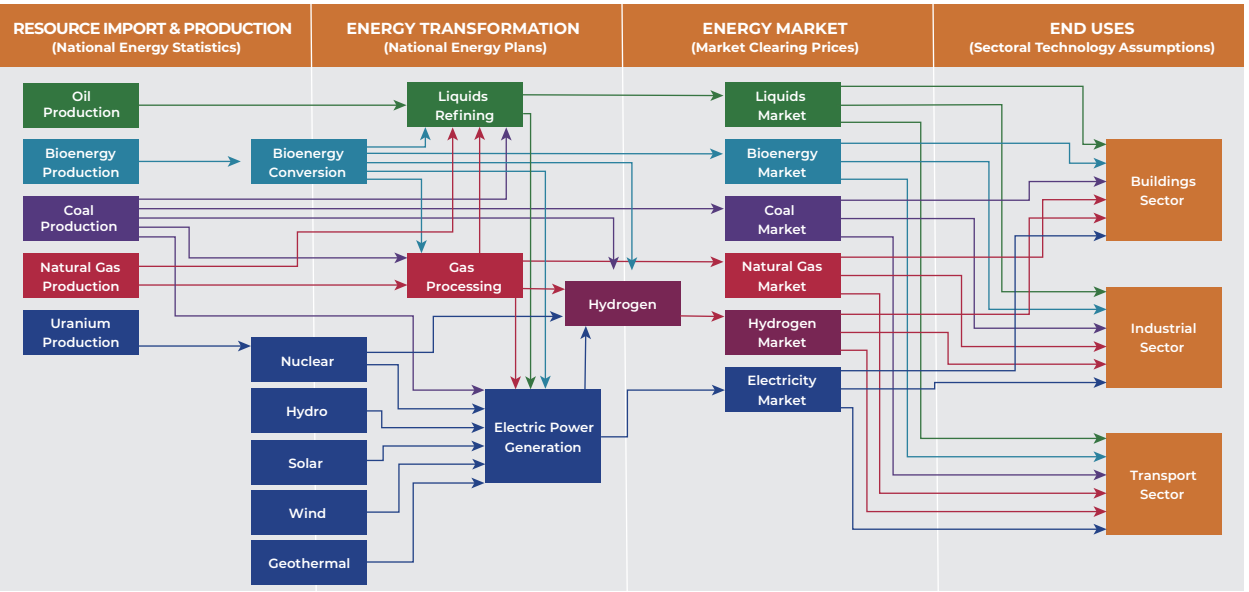 RESOURCE IMPORT & PRODUCTION
(National Energy Statistics)
ENERGY TRANSFORMATION
(National Energy Plans)
ENERGY MARKET
(Market Clearing Prices)
END USES
(Sectoral Technology Assumptions)
Oil
Production
Bioenergy
Production
Coal
Production
Natural Gas
Production
Uranium
Production
Liquids
Refining
Bioenergy
Conversion
Gas
Processing
Hydrogen
Nuclear
Hydro
Solar
Wind
Geothermal
Electric Power
Generation
Liquids
Market
Bioenergy
Market
Coal
Market
Natural Gas
Market
Hydrogen
Market
Electricity
Market
Buildings
Sector
Industrial
Sector
Transport
Sector